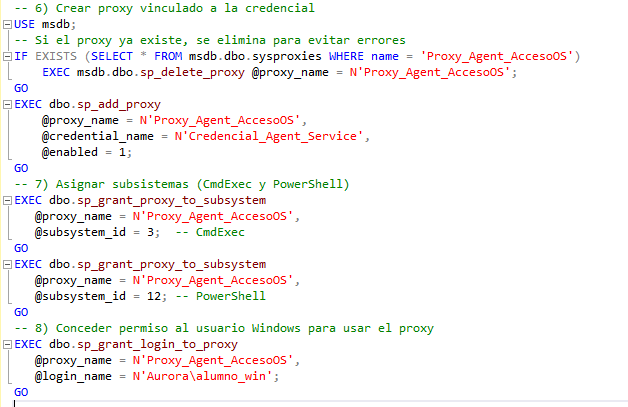 -- 6) Crear proxy vinculado a la credencial
USE msdb;
-- Si el proxy ya existe, se elimina para evitar errores
IF EXISTS (SELECT * FROM msdb.dbo.sysproxies WHERE name = 'Proxy_Agent_AccesoOS')
    EXEC msdb.dbo.sp_delete_proxy @proxy_name = N'Proxy_Agent_AccesoOS';
GO
EXEC dbo.sp_add_proxy
    @proxy_name = N'Proxy_Agent_AccesoOS',
    @credential_name = N'Credencial_Agent_Service',
    @enabled = 1;
GO
-- 7) Asignar subsistemas (CmdExec y PowerShell)
EXEC dbo.sp_grant_proxy_to_subsystem
    @proxy_name = N'Proxy_Agent_AccesoOS',
    @subsystem_id = 3;  -- CmdExec
GO
EXEC dbo.sp_grant_proxy_to_subsystem
    @proxy_name = N'Proxy_Agent_AccesoOS',
    @subsystem_id = 12; -- PowerShell
GO
-- 8) Conceder permiso al usuario Windows para usar el proxy
EXEC dbo.sp_grant_login_to_proxy
    @proxy_name = N'Proxy_Agent_AccesoOS',
    @login_name = N'Aurora\alumno_win';
GO